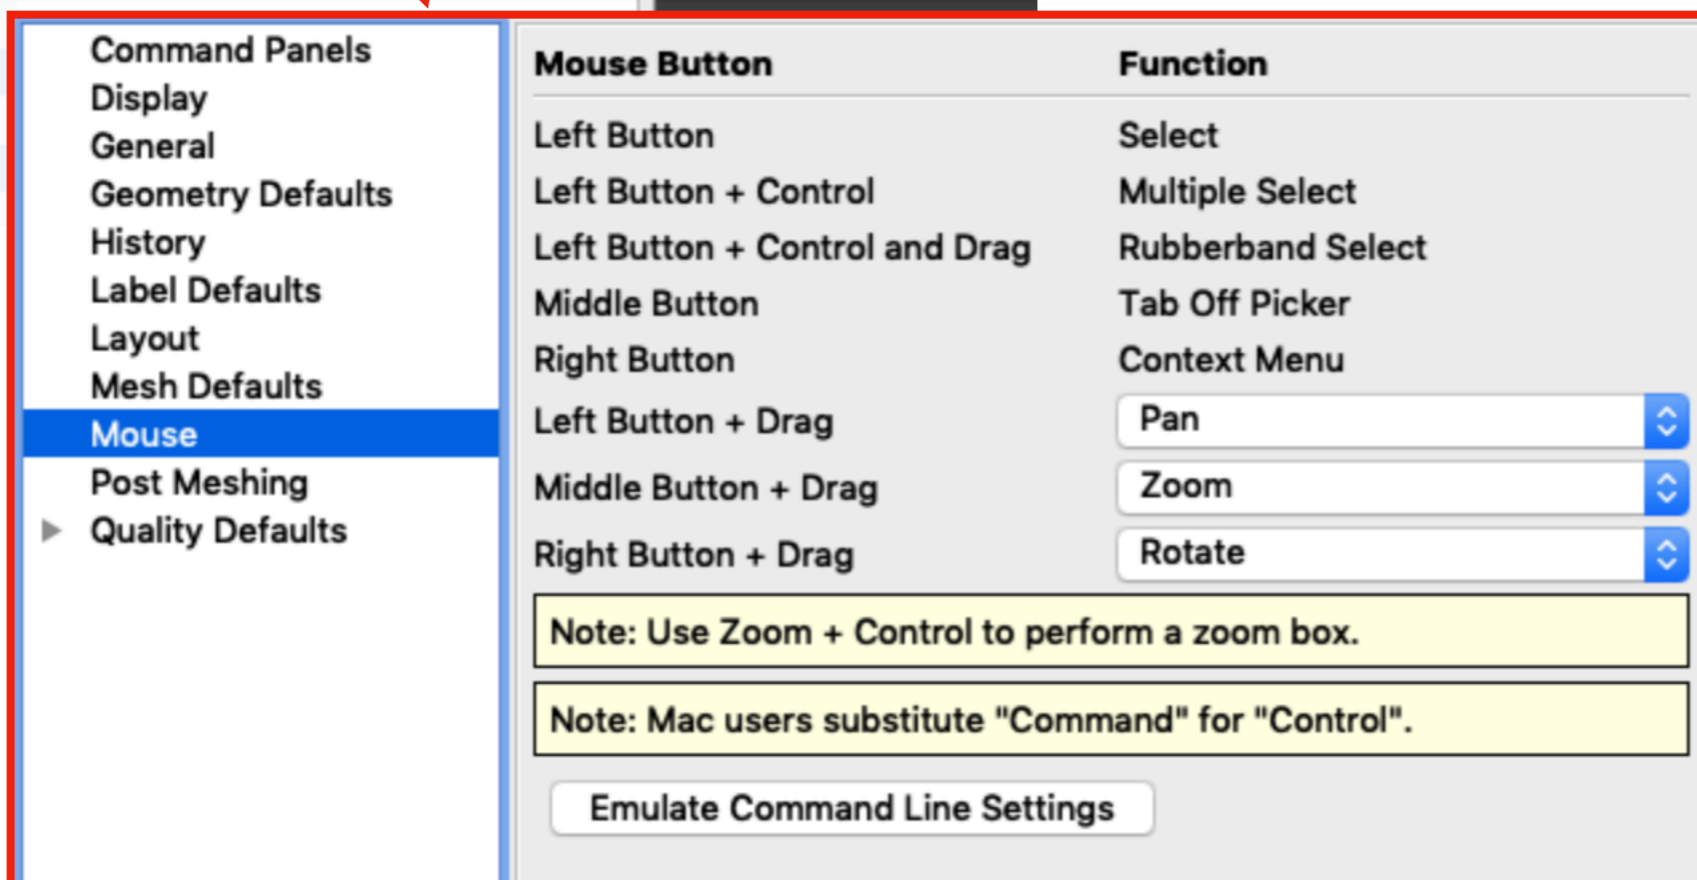 Command Panels
Display
General
Geometry Defaults
History
Label Defaults
Layout
Mesh Defaults
Mouse
Post Meshing
Quality Defaults
Mouse Button Function
Left Button Select
Left Button + Control Multiple Select
Left Button + Control and Drag Rubberband Select
Middle Button Tab Off Picker
Right Button Context Menu
Left Button + Drag Pan
Middle Button + Drag Zoom
Right Button + Drag Rotate
Note: Use Zoom + Control to perform a zoom box.
Note: Mac users substitute "Command" for "Control".
Emulate Command Line Settings